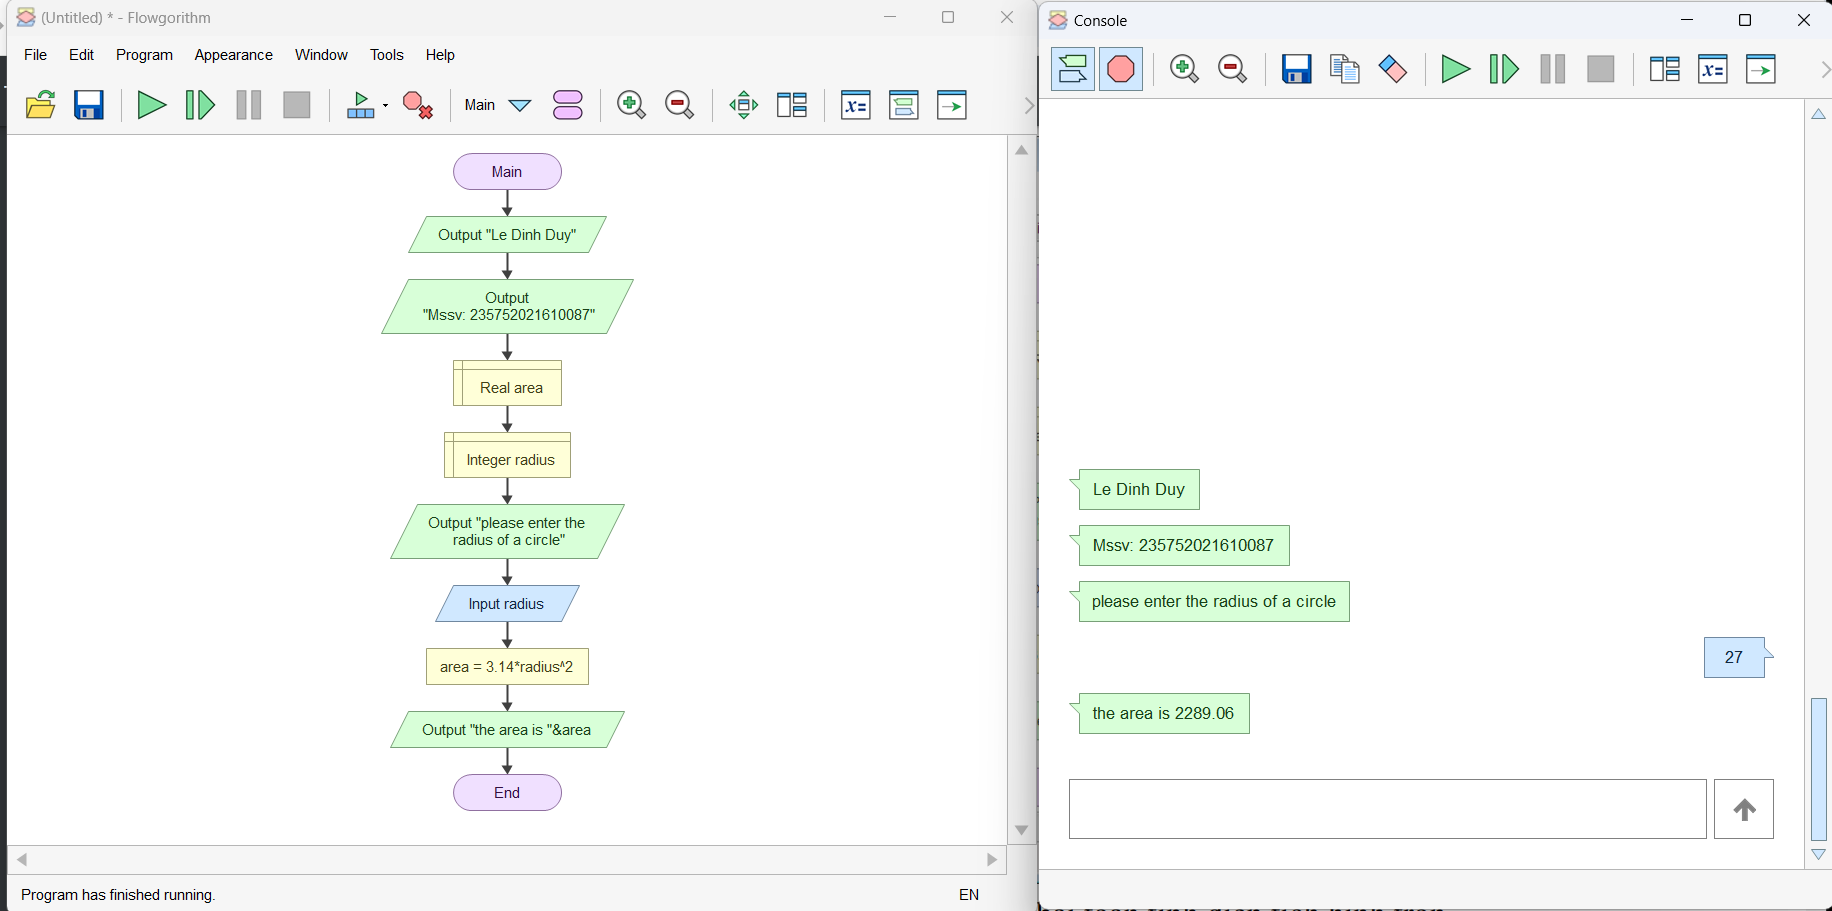 (Untitled) * - Flowgorithm
File Edit Program Appearance Window Tools Help
Main
x=
Main
Output "Le Dinh Duy"
Output
"Mssv: 235752021610087"
Real area
Integer radius
Output "please enter the
radius of a circle"
Input radius
area = 3.14*radius^2
Output "the area is "&area
End
Program has finished running.
EN
Console
x=
Le Dinh Duy
Mssv: 235752021610087
please enter the radius of a circle
27
the area is 2289.06